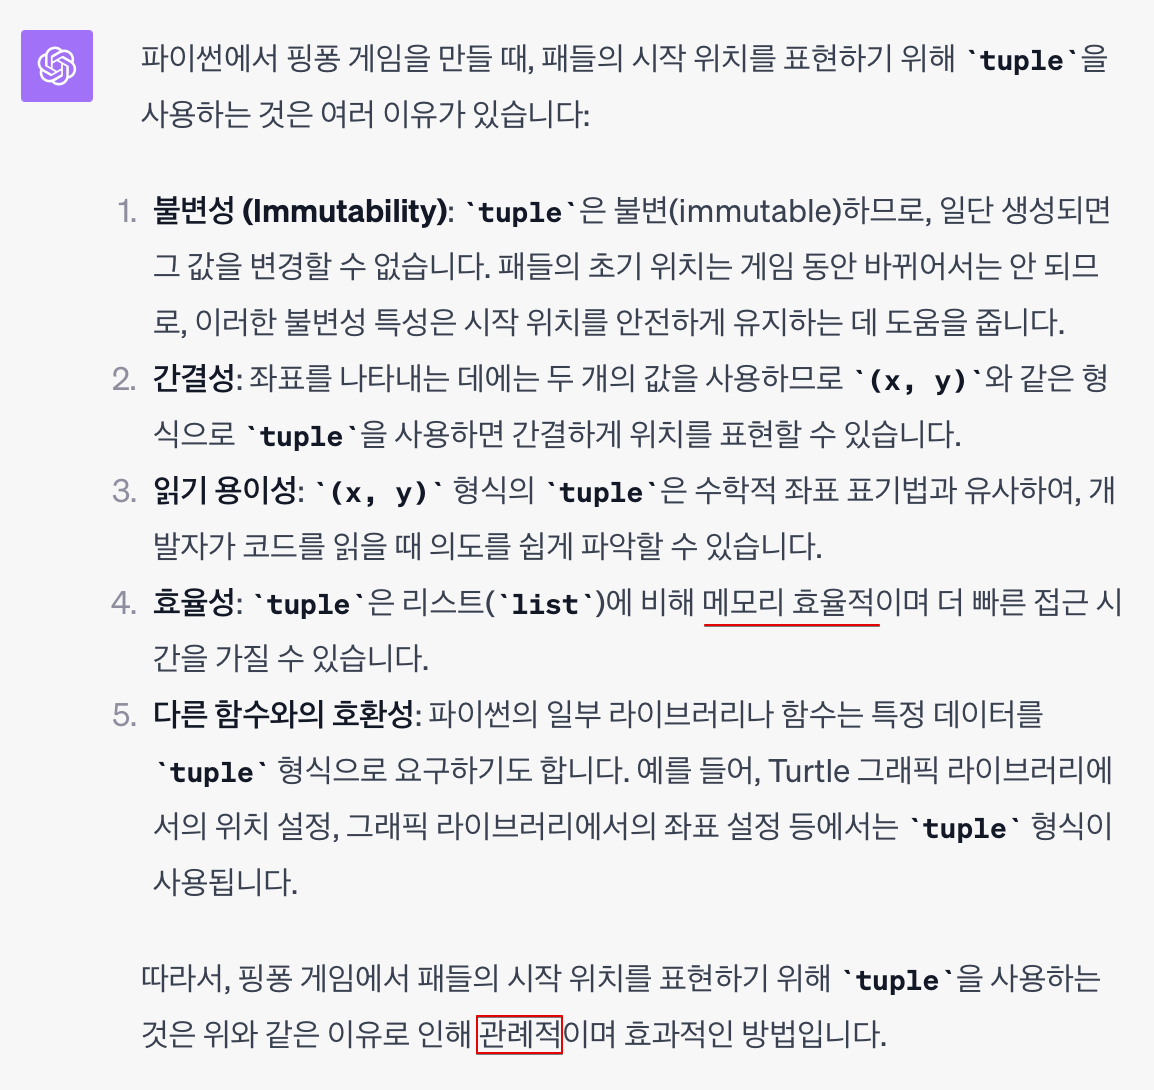 파이썬에서 핑퐁 게임을 만들 때, 패들의 시작 위치를 표현하기 위해 `tuple`을
사용하는 것은 여러 이유가 있습니다:
1. 불변성 (Immutability): `tuple`은 불변(immutable)하므로, 일단 생성되면
그 값을 변경할 수 없습니다. 패들의 초기 위치는 게임 동안 바뀌어서는 안 되므
로, 이러한 불변성 특성은 시작 위치를 안전하게 유지하는 데 도움을 줍니다.
2. 간결성: 좌표를 나타내는 데에는 두 개의 값을 사용하므로 `(x, y)`와 같은 형
식으로 `tuple`을 사용하면 간결하게 위치를 표현할 수 있습니다.
3. 읽기 용이성: `(x, y)` 형식의 `tuple`은 수학적 좌표 표기법과 유사하여, 개
발자가 코드를 읽을 때 의도를 쉽게 파악할 수 있습니다.
4. 효율성: `tuple`은 리스트(`list`)에 비해 메모리 효율적이며 더 빠른 접근 시
간을 가질 수 있습니다.
5. 다른 함수와의 호환성: 파이썬의 일부 라이브러리나 함수는 특정 데이터를
`tuple` 형식으로 요구하기도 합니다. 예를 들어, Turtle 그래픽 라이브러리에
서의 위치 설정, 그래픽 라이브러리에서의 좌표 설정 등에서는 `tuple` 형식이
사용됩니다.
따라서, 핑퐁 게임에서 패들의 시작 위치를 표현하기 위해 `tuple`을 사용하는
것은 위와 같은 이유로 인해 관례적이며 효과적인 방법입니다.